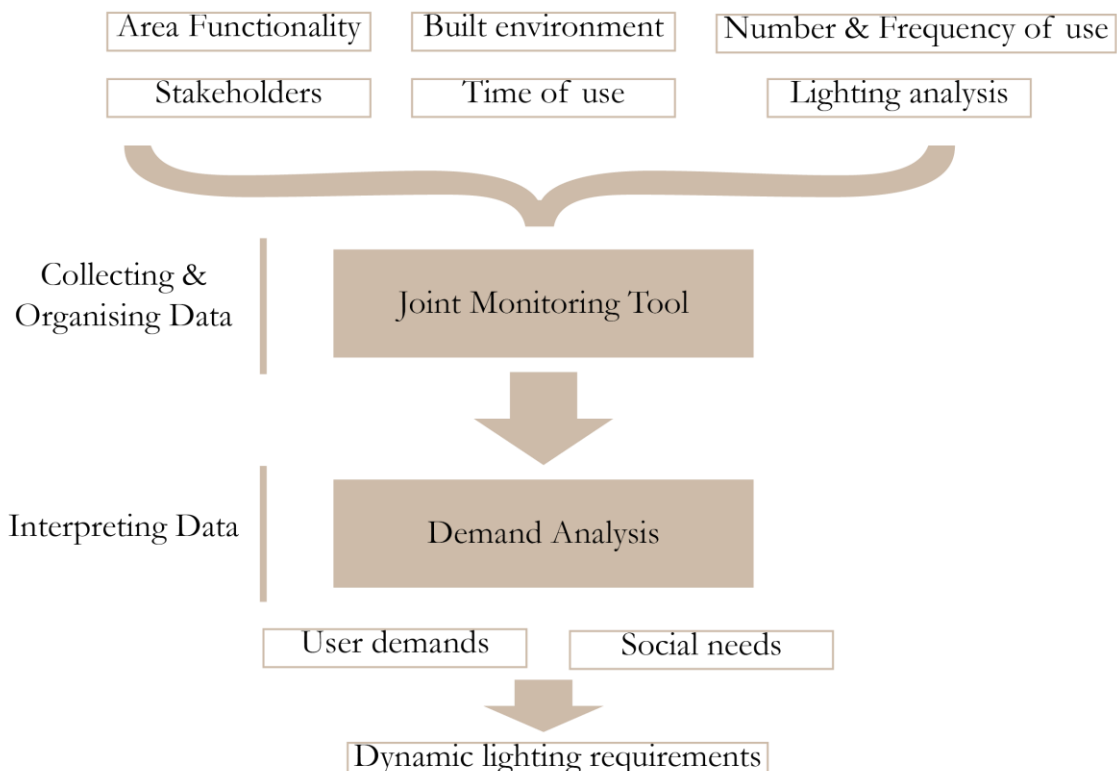 Area Functionality
Built environment
Number & Frequency of use
Stakeholders
Time of use
Lighting analysis
Collecting &
Organising Data
Joint Monitoring Tool
Interpreting Data
Demand Analysis
User demands
Social needs
Dynamic lighting requirements